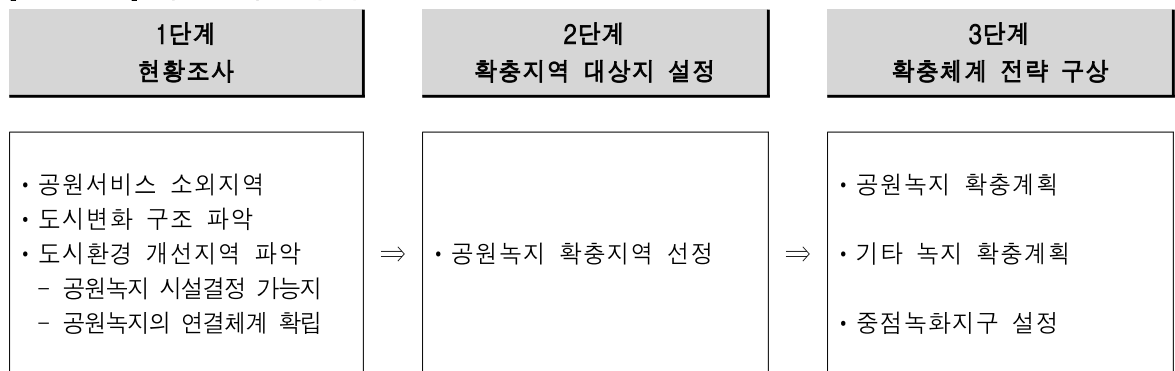 1단계
현황조사
2단계
확충지역 대상지 설정
3단계
확충체계 전략 구상
• 공원서비스 소외지역
• 도시변화 구조 파악
• 도시환경 개선지역 파악
– 공원녹지 시설결정 가능지
– 공원녹지의 연결체계 확립
⇒
• 공원녹지 확충지역 선정
⇒
• 공원녹지 확충계획
• 기타 녹지 확충계획
• 중점녹화지구 설정